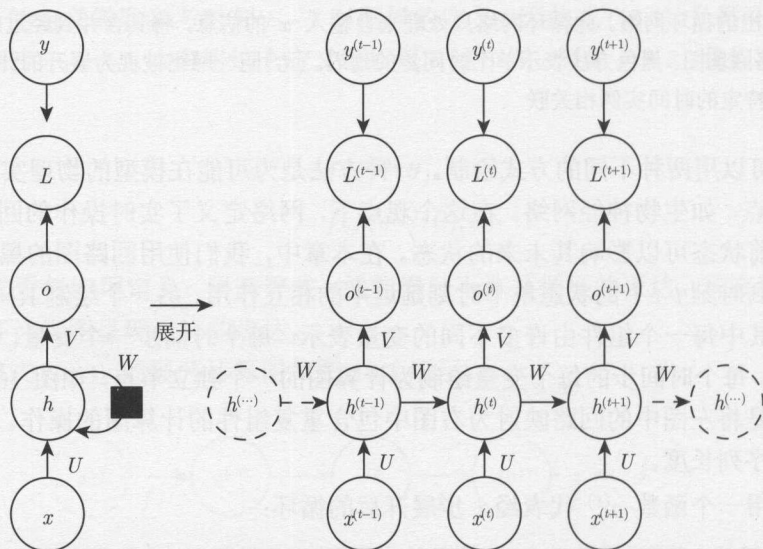 y y^{(t-1)} y^{(t)} y^{(t+1)}
L L^{(t-1)} L^{(t)} L^{(t+1)}
o o^{(t-1)} o^{(t)} o^{(t+1)}
展开
V V V V
W W W W W
h h^{(...)} h^{(t-1)} h^{(t)} h^{(t+1)} h^{(...)}
U U U U
x x^{(t-1)} x^{(t)} x^{(t+1)}